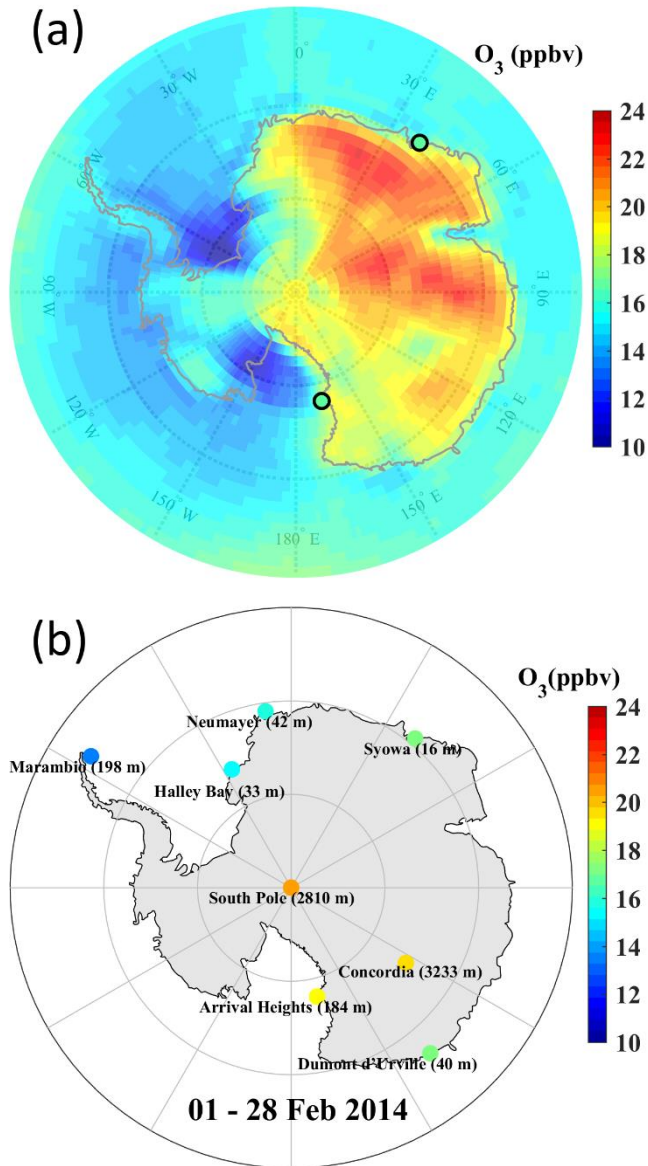 (a)
O₃ (ppbv)
0°
30° W
30° E
60° W
60° E
90° W
90° E
120° W
120° E
150° W
150° E
180° E
24
22
20
18
16
14
12
10
(b)
O₃(ppbv)
Neumayer (42 m)
Syowa (16 m)
Marambio (198 m)
Halley Bay (33 m)
South Pole (2810 m)
Concordia (3233 m)
Arrival Heights (184 m)
Dumont d'Urville (40 m)
01 - 28 Feb 2014
24
22
20
18
16
14
12
10